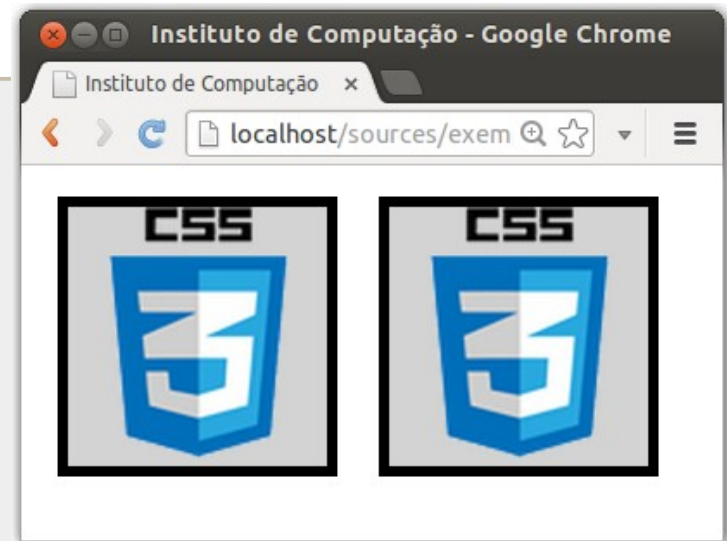 Instituto de Computação - Google Chrome
Instituto de Computação
localhost/sources/exem
CSS CSS
3 3